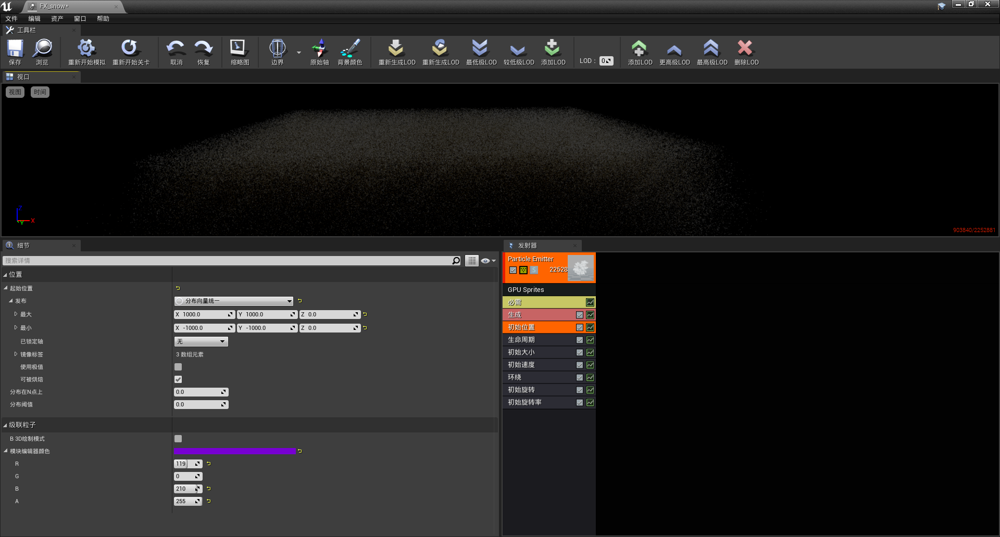 FX_snow*
文件 编辑 资产 窗口 帮助
工具栏
保存 浏览 重新开始模拟 重新开始关卡 取消 恢复 缩略图 边界 原始轴 背景颜色 重新生成LOD 重新生成LOD 最低级LOD 较低级LOD 添加LOD LOD： 0 添加LOD 更高级LOD 最高级LOD 删除LOD
视口
视图 时间
Z
X
Y
903840/2252881
细节
搜索详情
位置
起始位置
发布 分布向量统一
最大 X 1000.0 Y 1000.0 Z 0.0
最小 X -1000.0 Y -1000.0 Z 0.0
已锁定轴 无
镜像标签 3 数组元素
使用极值
可被烘焙
分布在N点上 0.0
分布阈值 0.0
级联粒子
B 3D绘制模式
模块编辑器颜色
R 119
G 0
B 210
A 255
发射器
Particle Emitter
S 22528
GPU Sprites
必需
生成
初始位置
生命周期
初始大小
初始速度
环绕
初始旋转
初始旋转率